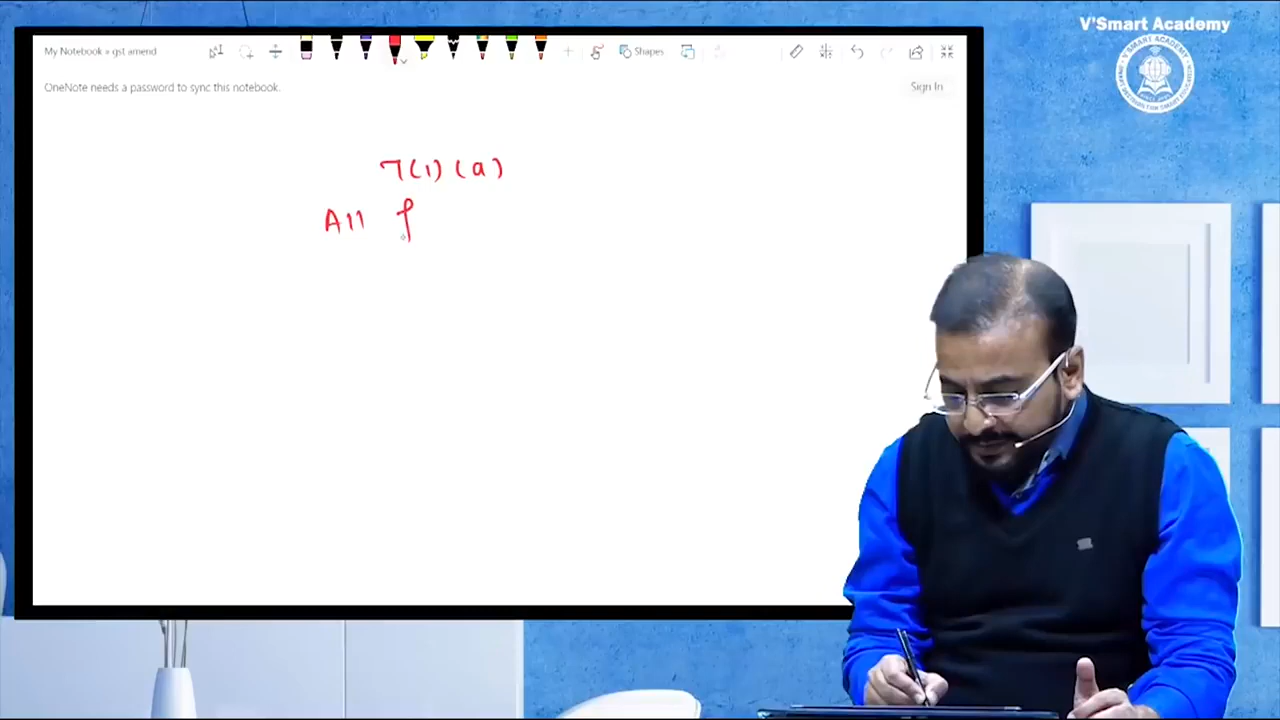 V'Smart Academy
My Notebook » gst amend
Shapes
OneNote needs a password to sync this notebook.
Sign In
7(1)(a)
All